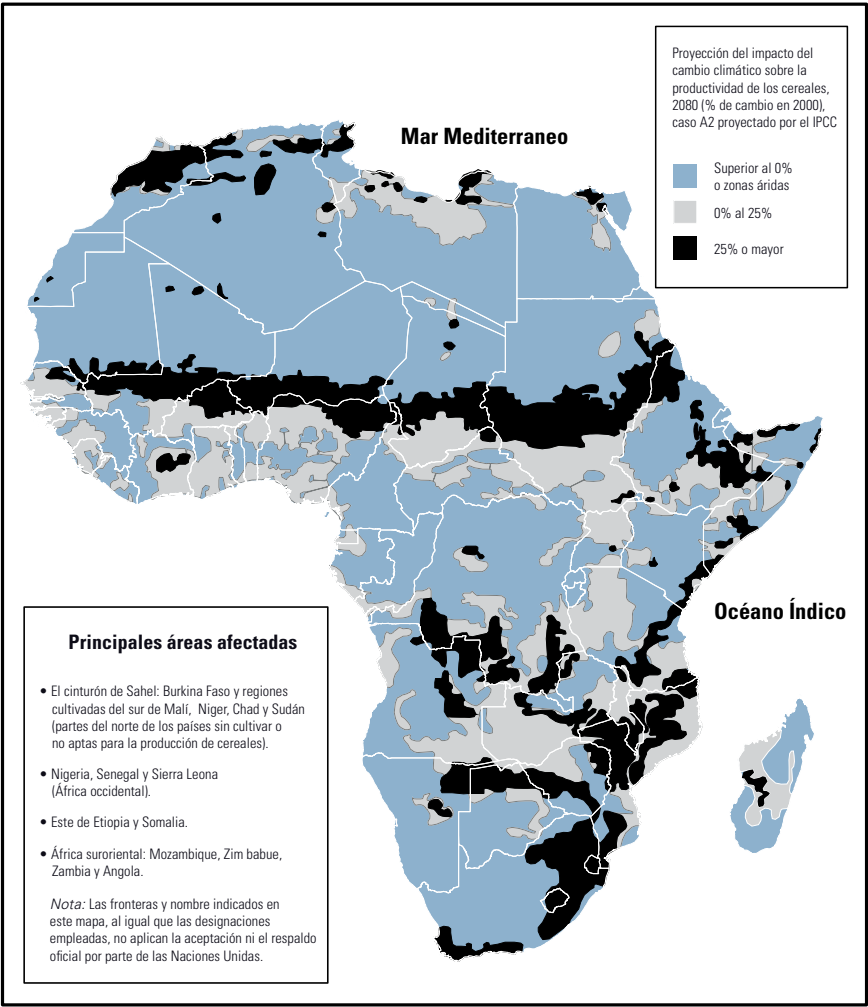 Proyección del impacto del
cambio climático sobre la
productividad de los cereales,
2080 (% de cambio en 2000),
caso A2 proyectado por el IPCC
Superior al 0%
o zonas áridas
0% al 25%
25% o mayor
Mar Mediterraneo
Océano Índico
Principales áreas afectadas
• El cinturón de Sahel: Burkina Faso y regiones
cultivadas del sur de Malí, Niger, Chad y Sudán
(partes del norte de los países sin cultivar o
no aptas para la producción de cereales).
• Nigeria, Senegal y Sierra Leona
(África occidental).
• Este de Etiopia y Somalia.
• África suroriental: Mozambique, Zim babue,
Zambia y Angola.
Nota: Las fronteras y nombre indicados en
este mapa, al igual que las designaciones
empleadas, no aplican la aceptación ni el respaldo
oficial por parte de las Naciones Unidas.